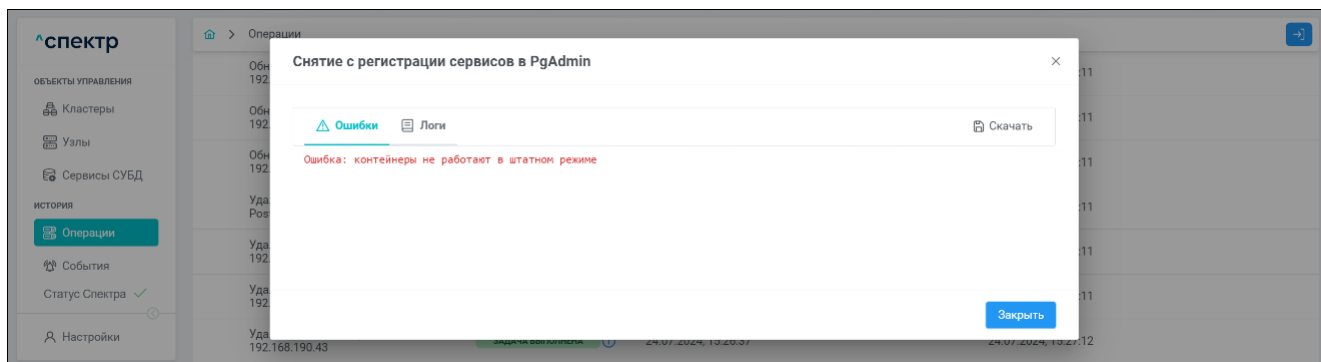 ^спектр
Операции
ОБЪЕКТЫ УПРАВЛЕНИЯ
Кластеры
Узлы
Сервисы СУБД
ИСТОРИЯ
Операции
События
Статус Спектра
Настройки
Снятие с регистрации сервисов в PgAdmin
Ошибки Логи Скачать
Ошибка: контейнеры не работают в штатном режиме
Закрыть
192.168.190.43
24.07.2024, 15:26:37
24.07.2024, 15:27:12